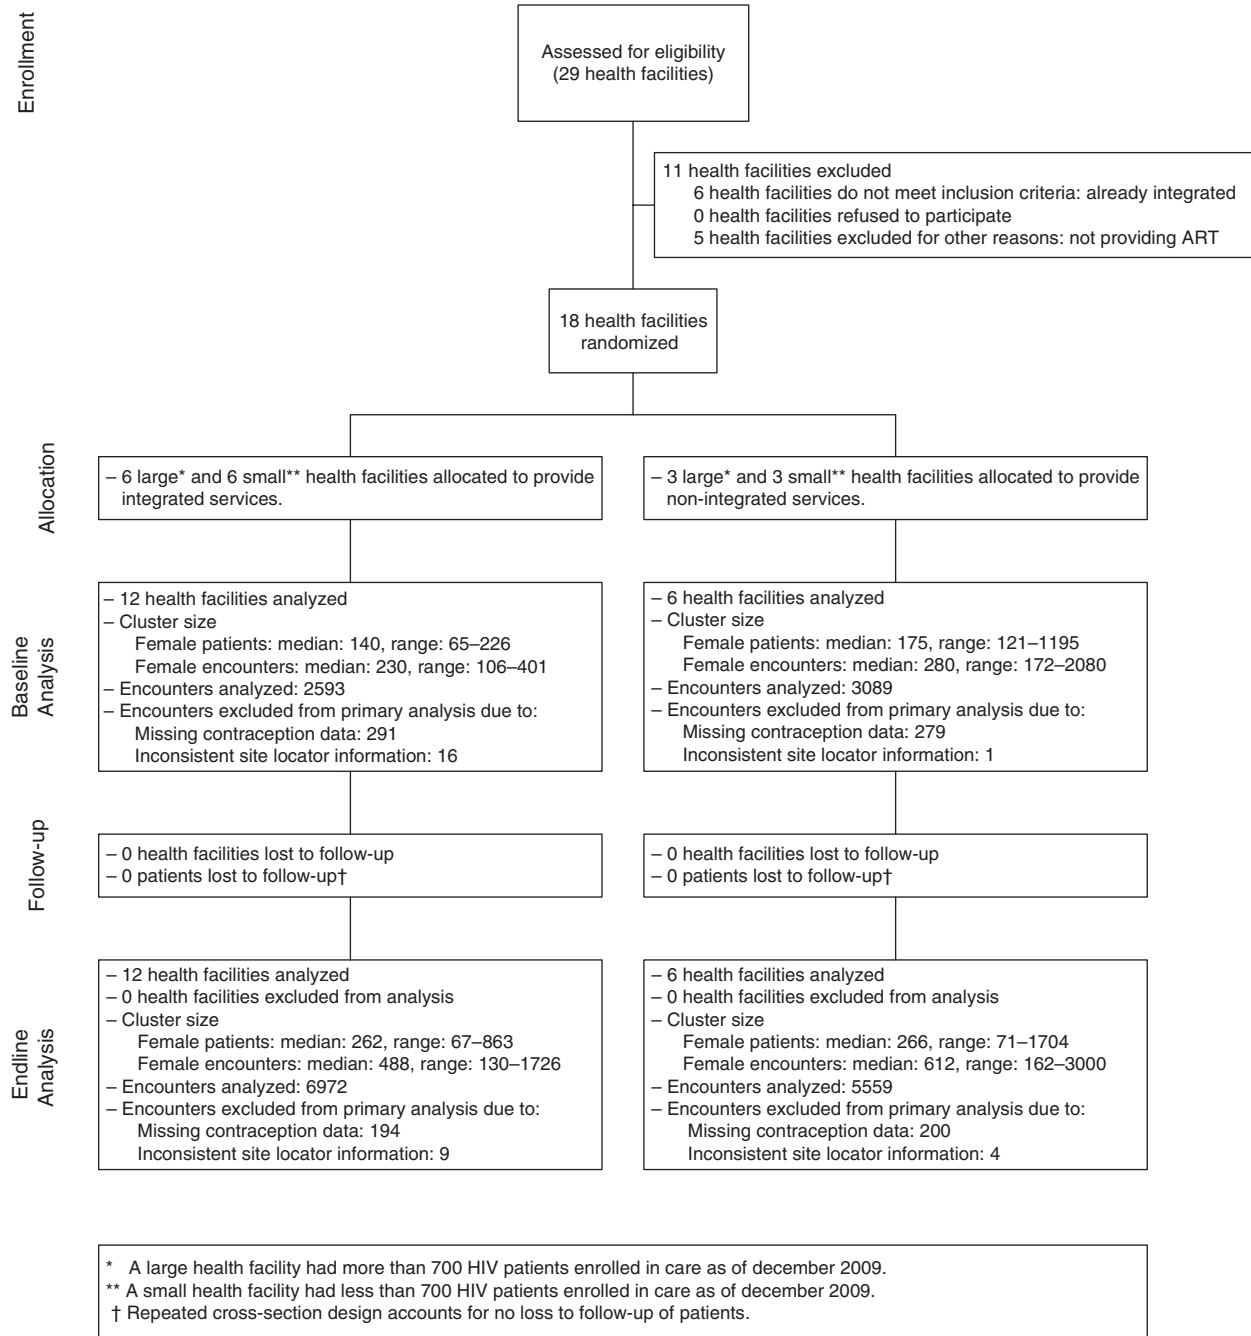 Enrollment
Assessed for eligibility
(29 health facilities)
11 health facilities excluded
6 health facilities do not meet inclusion criteria: already integrated
0 health facilities refused to participate
5 health facilities excluded for other reasons: not providing ART
18 health facilities
randomized
Allocation
– 6 large* and 6 small** health facilities allocated to provide
integrated services.
– 3 large* and 3 small** health facilities allocated to provide
non-integrated services.
Baseline
Analysis
– 12 health facilities analyzed
– Cluster size
Female patients: median: 140, range: 65–226
Female encounters: median: 230, range: 106–401
– Encounters analyzed: 2593
– Encounters excluded from primary analysis due to:
Missing contraception data: 291
Inconsistent site locator information: 16
– 6 health facilities analyzed
– Cluster size
Female patients: median: 175, range: 121–1195
Female encounters: median: 280, range: 172–2080
– Encounters analyzed: 3089
– Encounters excluded from primary analysis due to:
Missing contraception data: 279
Inconsistent site locator information: 1
Follow-up
– 0 health facilities lost to follow-up
– 0 patients lost to follow-up†
– 0 health facilities lost to follow-up
– 0 patients lost to follow-up†
Endline
Analysis
– 12 health facilities analyzed
– 0 health facilities excluded from analysis
– Cluster size
Female patients: median: 262, range: 67–863
Female encounters: median: 488, range: 130–1726
– Encounters analyzed: 6972
– Encounters excluded from primary analysis due to:
Missing contraception data: 194
Inconsistent site locator information: 9
– 6 health facilities analyzed
– 0 health facilities excluded from analysis
– Cluster size
Female patients: median: 266, range: 71–1704
Female encounters: median: 612, range: 162–3000
– Encounters analyzed: 5559
– Encounters excluded from primary analysis due to:
Missing contraception data: 200
Inconsistent site locator information: 4
* A large health facility had more than 700 HIV patients enrolled in care as of december 2009.
** A small health facility had less than 700 HIV patients enrolled in care as of december 2009.
† Repeated cross-section design accounts for no loss to follow-up of patients.